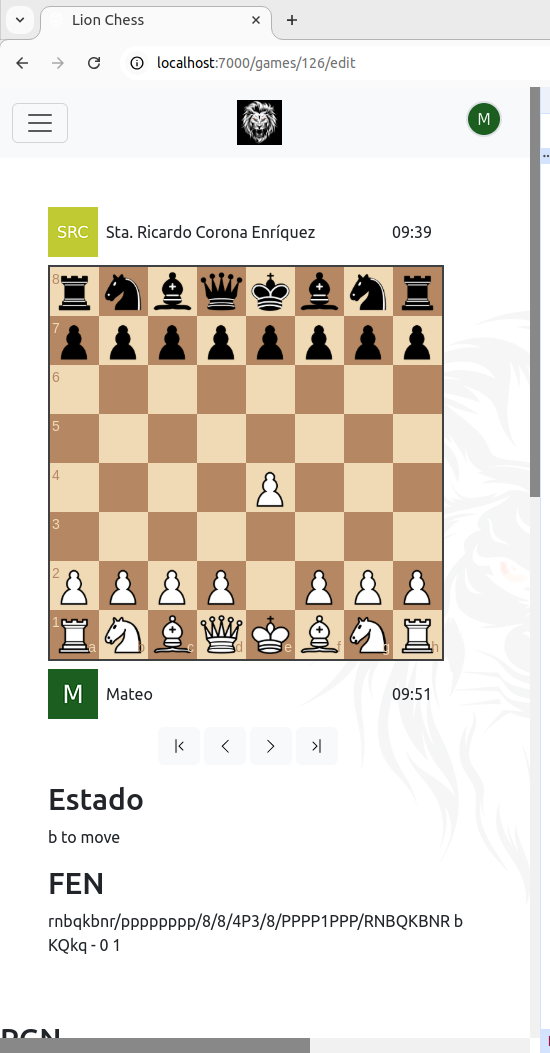 Lion Chess
localhost:7000/games/126/edit
M
SRC Sta. Ricardo Corona Enríquez 09:39
8
7
6
5
4
3
2
1
a b c d e f g h
M Mateo 09:51
Estado
b to move
FEN
rnbqkbnr/pppppppp/8/8/4P3/8/PPPP1PPP/RNBQKBNR b
KQkq - 0 1
PGN